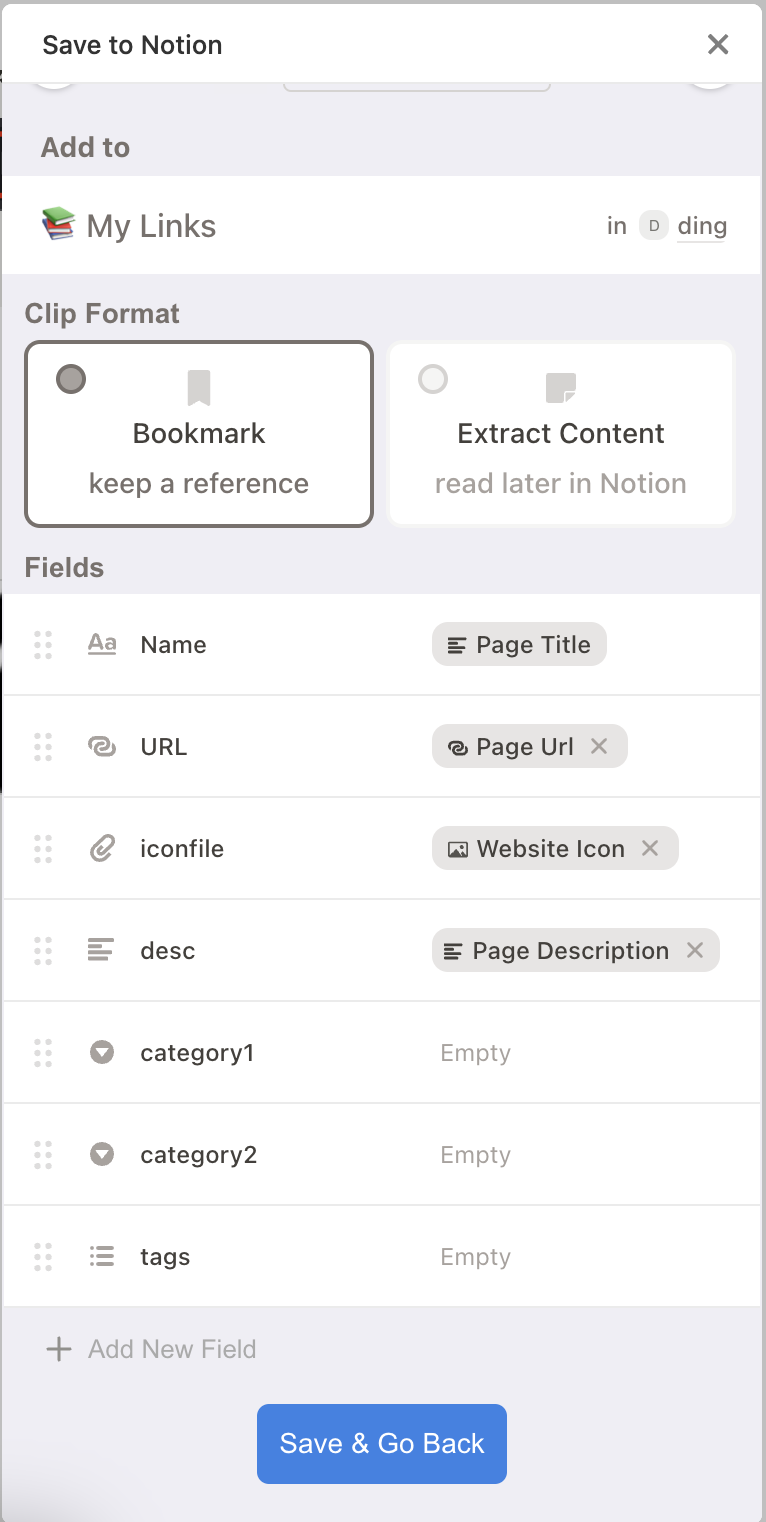 Save to Notion
Add to
My Links in D ding
Clip Format
Bookmark
keep a reference
Extract Content
read later in Notion
Fields
Aa Name Page Title
URL Page Url
iconfile Website Icon
desc Page Description
category1 Empty
category2 Empty
tags Empty
Add New Field
Save & Go Back